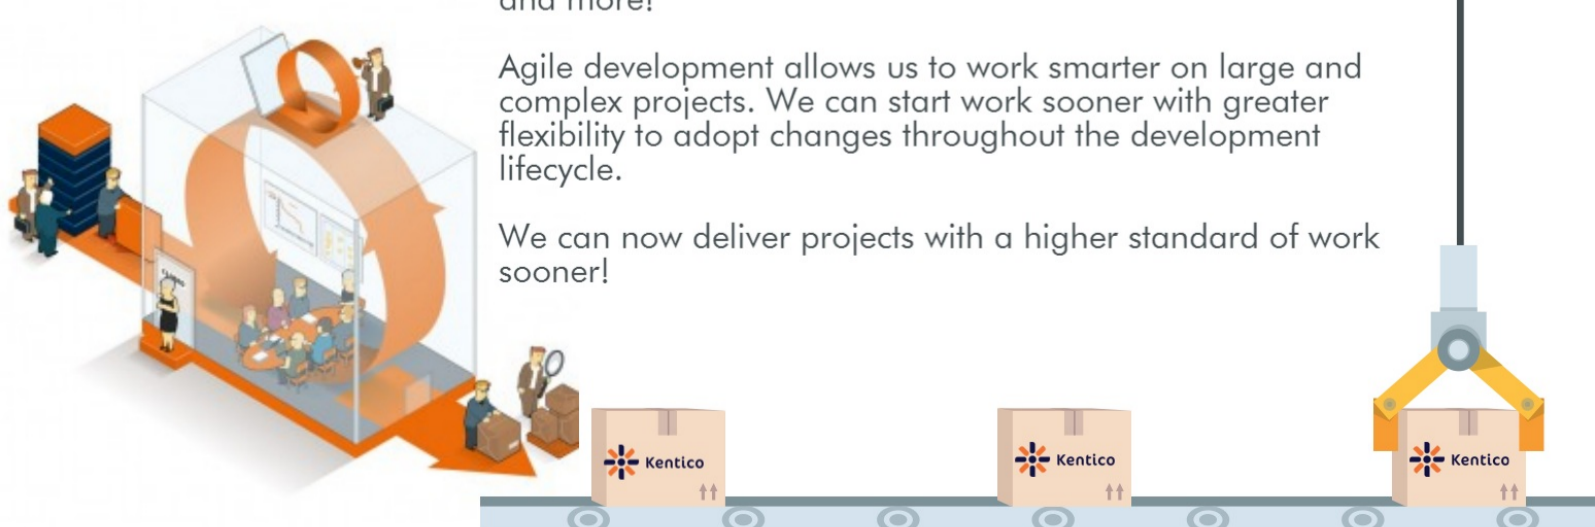 and more!
Agile development allows us to work smarter on large and
complex projects. We can start work sooner with greater
flexibility to adopt changes throughout the development
lifecycle.
We can now deliver projects with a higher standard of work
sooner!
Kentico
Kentico
Kentico